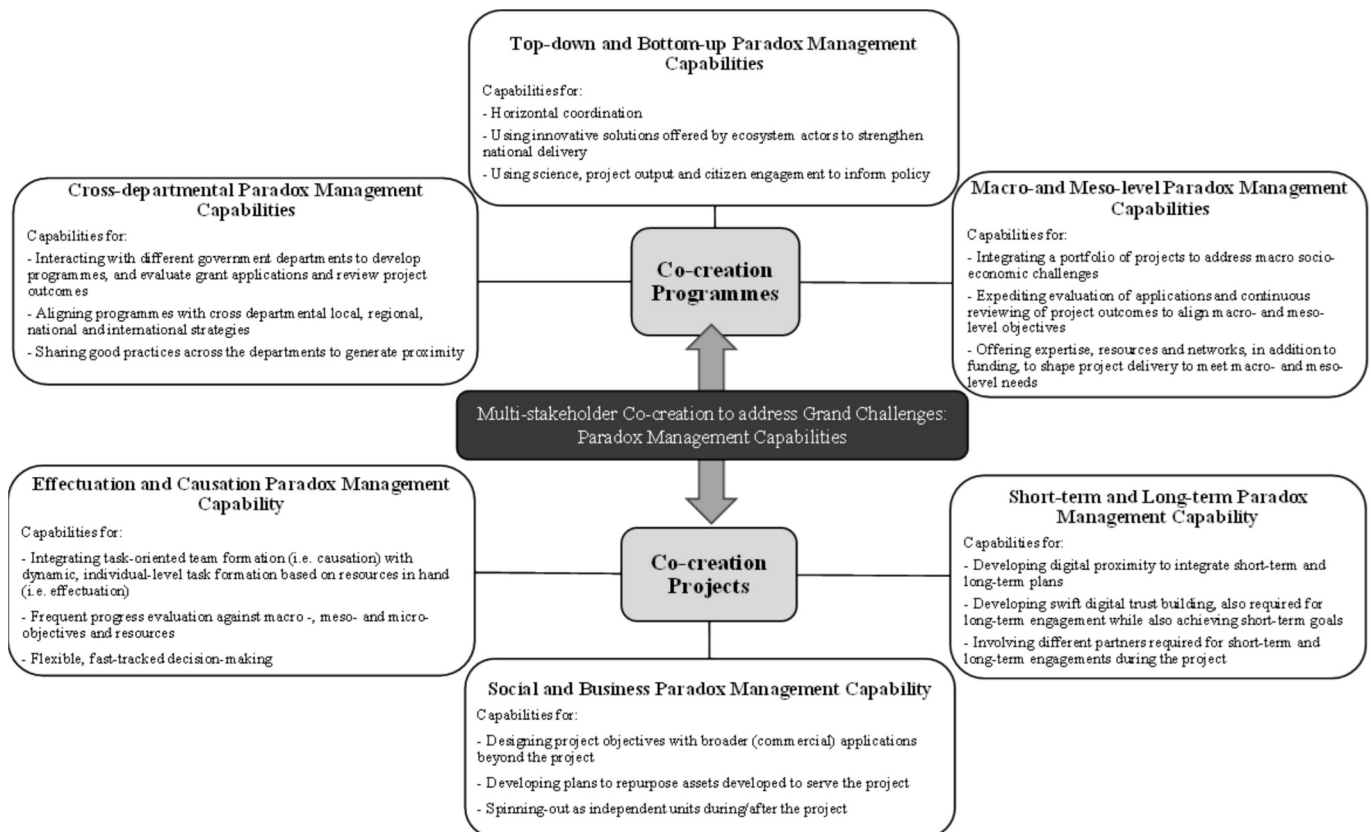 Top-down and Bottom-up Paradox Management
Capabilities
Capabilities for:
- Horizontal coordination
- Using innovative solutions offered by ecosystem actors to strengthen
national delivery
- Using science, project output and citizen engagement to inform policy
Cross-departmental Paradox Management
Capabilities
Capabilities for:
- Interacting with different government departments to develop
programmes, and evaluate grant applications and review project
outcomes
- Aligning programmes with cross departmental local, regional,
national and international strategies
- Sharing good practices across the departments to generate proximity
Co-creation
Programmes
Macro-and Meso-level Paradox Management
Capabilities
Capabilities for:
- Integrating a portfolio of projects to address macro socio-
economic challenges
- Expediting evaluation of applications and continuous
reviewing of project outcomes to align macro- and meso-
level objectives
- Offering expertise, resources and networks, in addition to
funding, to shape project delivery to meet macro- and meso-
level needs
Multi-stakeholder Co-creation to address Grand Challenges:
Paradox Management Capabilities
Effectuation and Causation Paradox Management
Capability
Capabilities for:
- Integrating task-oriented team formation (i.e. causation) with
dynamic, individual-level task formation based on resources in hand
(i.e. effectuation)
- Frequent progress evaluation against macro -, meso- and micro-
objectives and resources
- Flexible, fast-tracked decision-making
Co-creation
Projects
Short-term and Long-term Paradox
Management Capability
Capabilities for:
- Developing digital proximity to integrate short-term and
long-term plans
- Developing swift digital trust building, also required for
long-term engagement while also achieving short-term goals
- Involving different partners required for short-term and
long-term engagements during the project
Social and Business Paradox Management Capability
Capabilities for:
- Designing project objectives with broader (commercial) applications
beyond the project
- Developing plans to repurpose assets developed to serve the project
- Spinning-out as independent units during/after the project